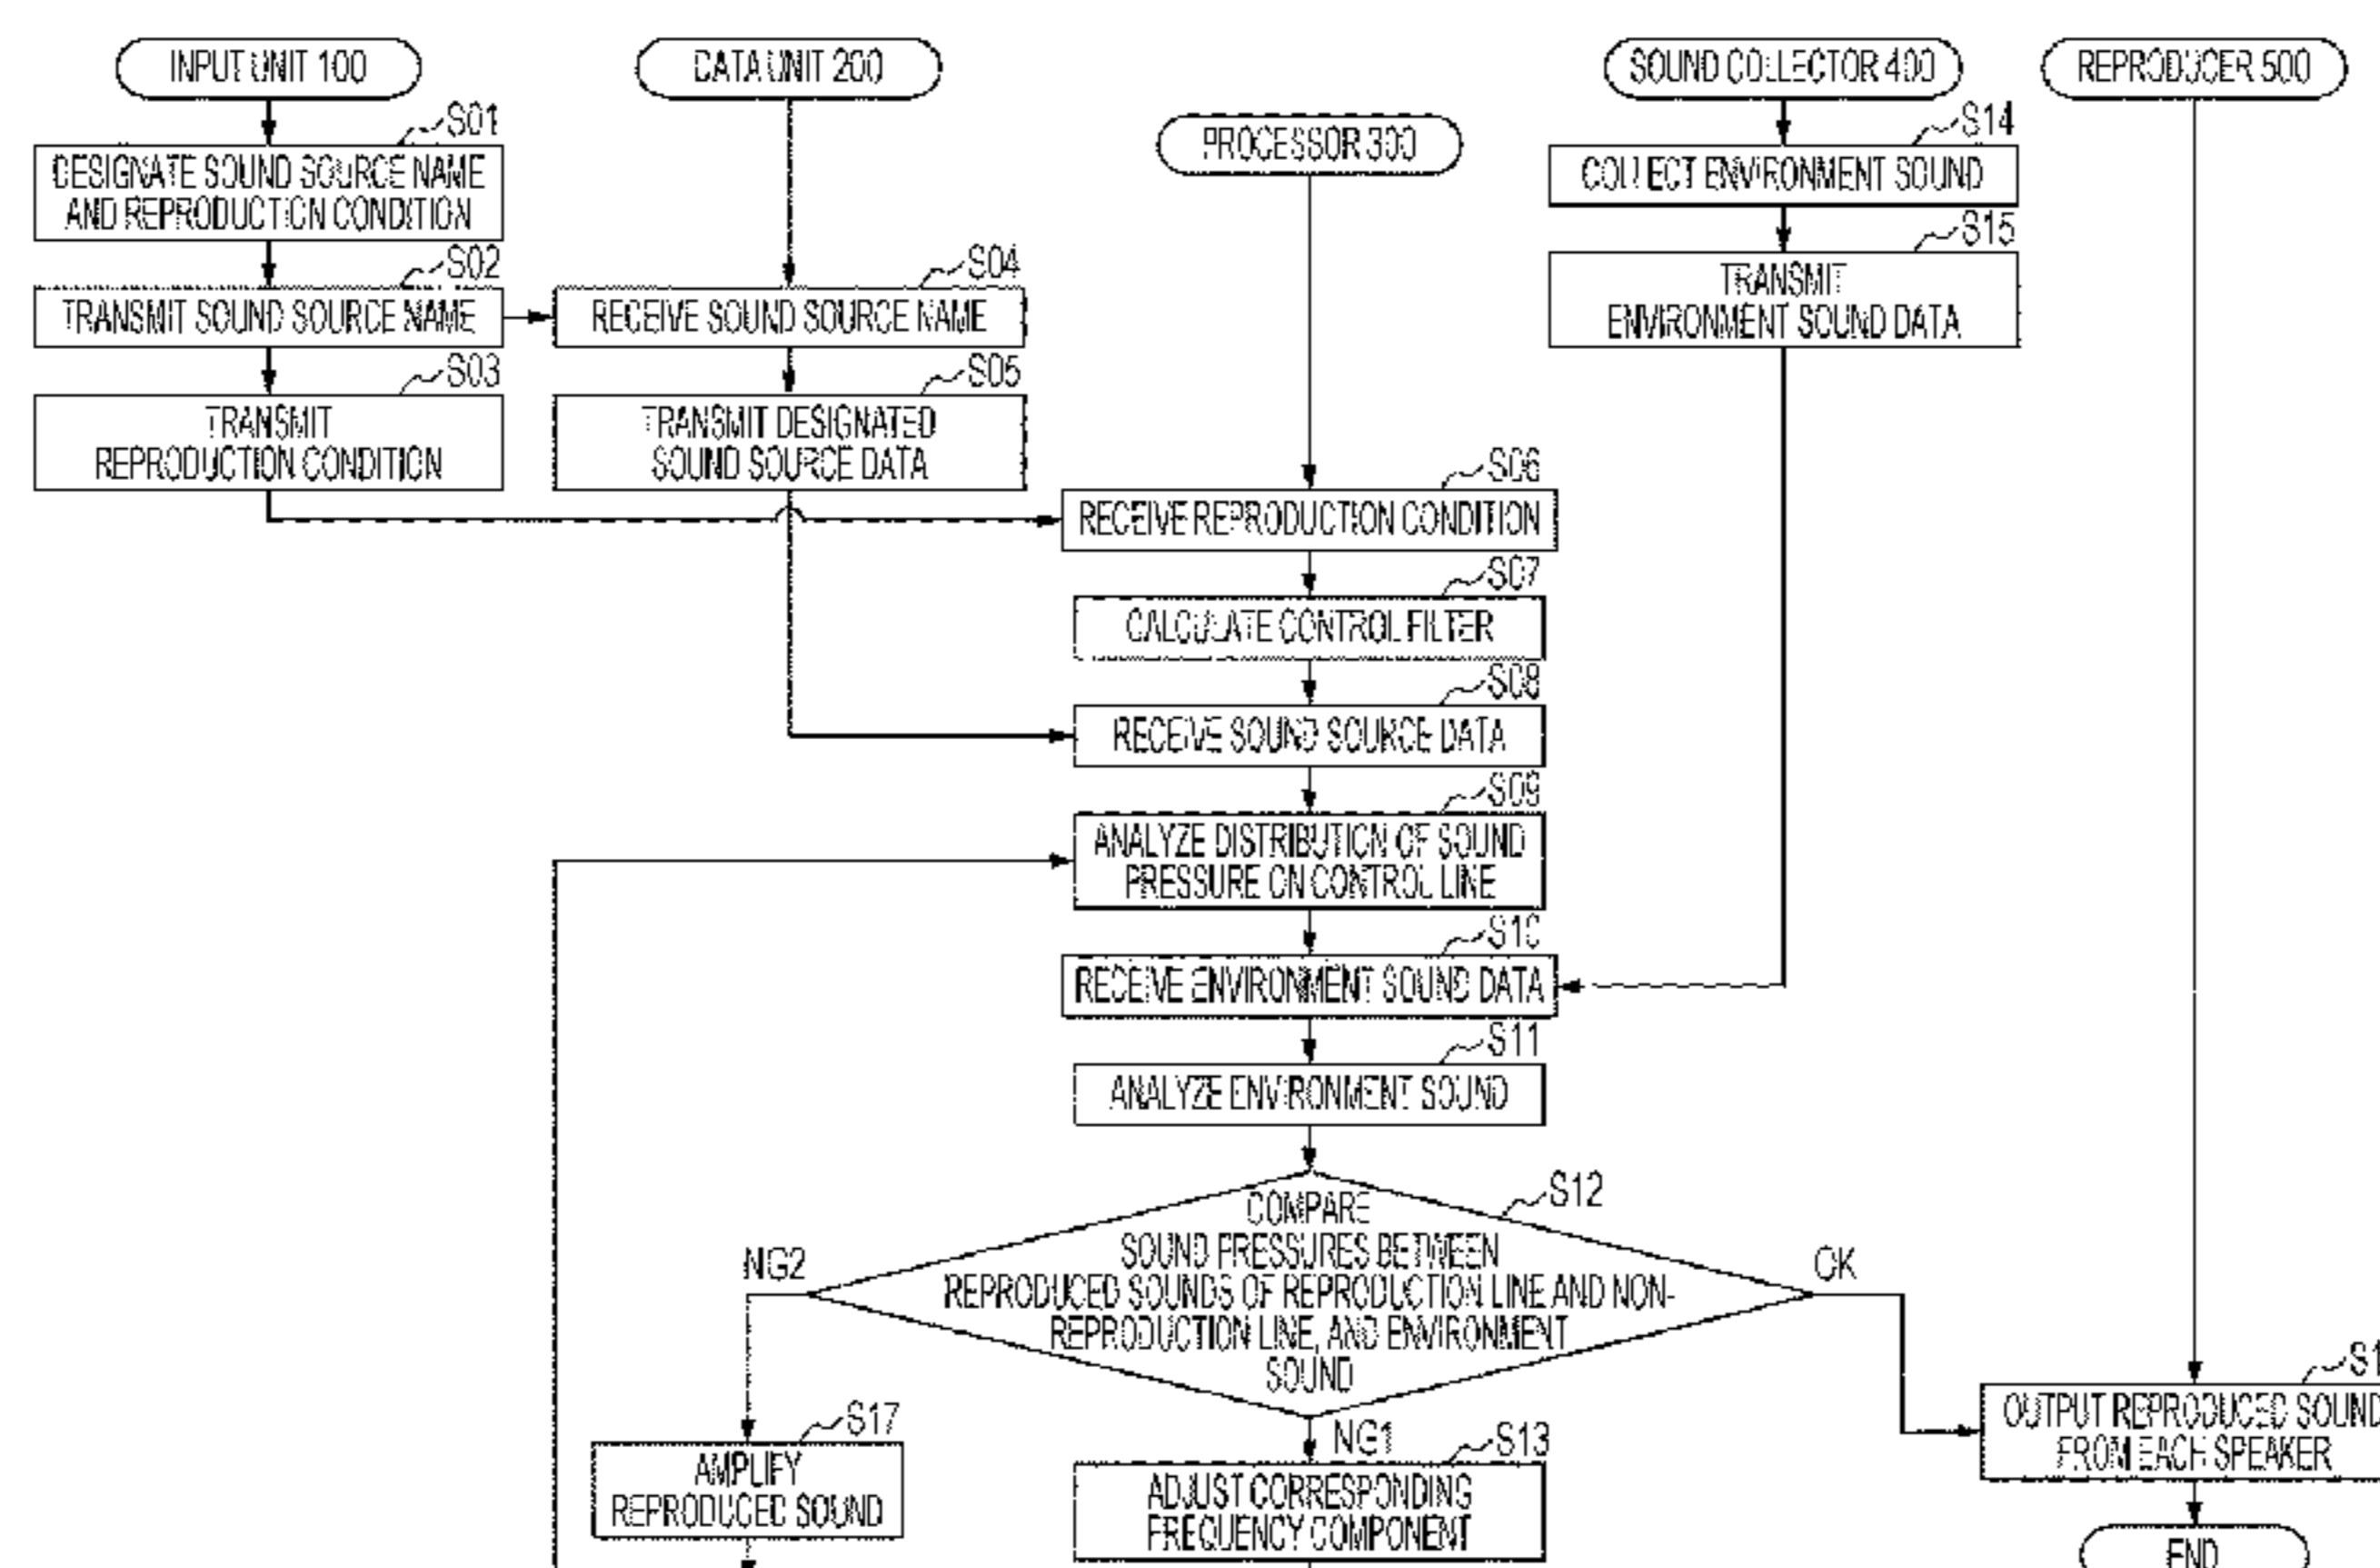 INPUT UNIT 100
DATA UNIT 200
PROCESSOR 300
SOUND COLLECTOR 400
REPRODUCER 500
S01
DESIGNATE SOUND SOURCE NAME
AND REPRODUCTION CONDITION
S02
TRANSMIT SOUND SOURCE NAME
S03
TRANSMIT
REPRODUCTION CONDITION
S04
RECEIVE SOUND SOURCE NAME
S05
TRANSMIT DESIGNATED
SOUND SOURCE DATA
S14
COLLECT ENVIRONMENT SOUND
S15
TRANSMIT
ENVIRONMENT SOUND DATA
S06
RECEIVE REPRODUCTION CONDITION
S07
CALCULATE CONTROL FILTER
S08
RECEIVE SOUND SOURCE DATA
S09
ANALYZE DISTRIBUTION OF SOUND
PRESSURE ON CONTROL LINE
S10
RECEIVE ENVIRONMENT SOUND DATA
S11
ANALYZE ENVIRONMENT SOUND
S12
COMPARE
SOUND PRESSURES BETWEEN
REPRODUCED SOUNDS OF REPRODUCTION LINE AND NON-
REPRODUCTION LINE, AND ENVIRONMENT
SOUND
NG2
OK
NG1
S17
AMPLIFY
REPRODUCED SOUND
S13
ADJUST CORRESPONDING
FREQUENCY COMPONENT
OUTPUT REPRODUCED SOUND
FROM EACH SPEAKER
END